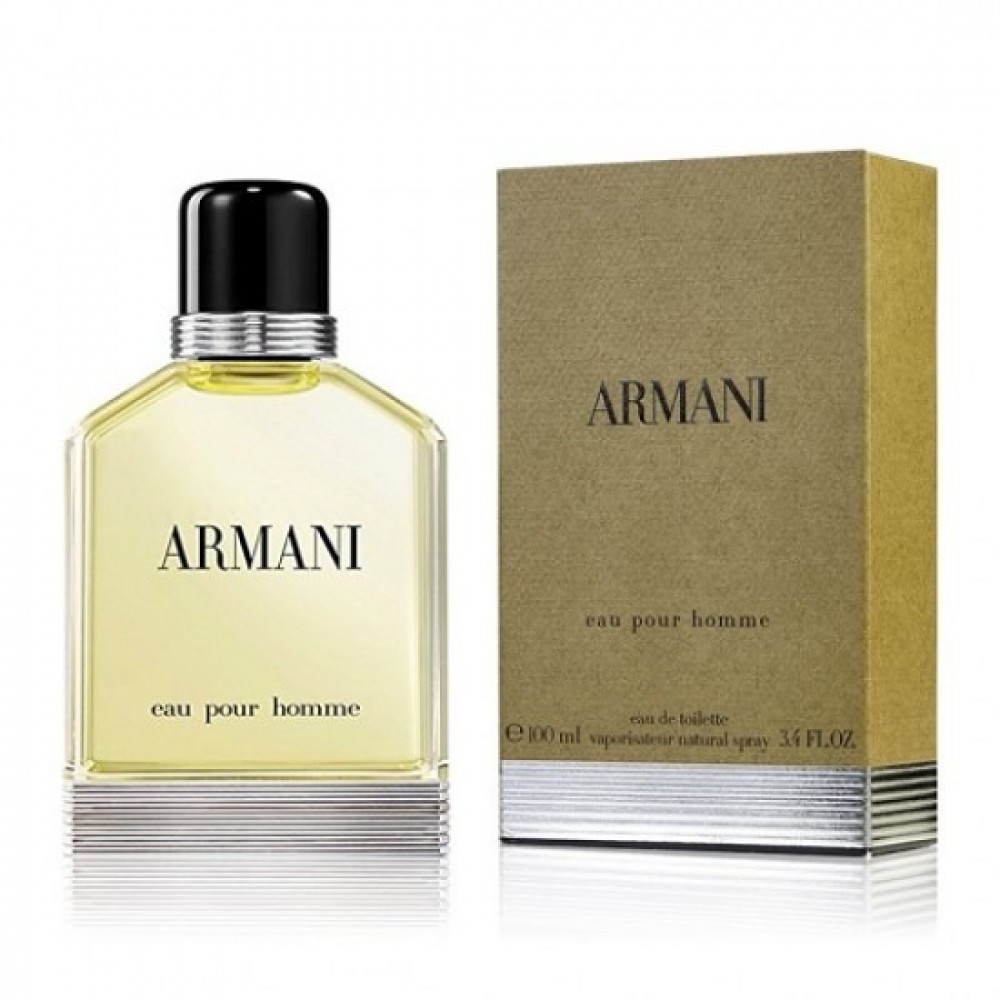 ARMANI
eau pour homme
ARMANI
eau pour homme
eau de toilette
℮ 100 ml vaporisateur natural spray 3.4 FL.OZ.